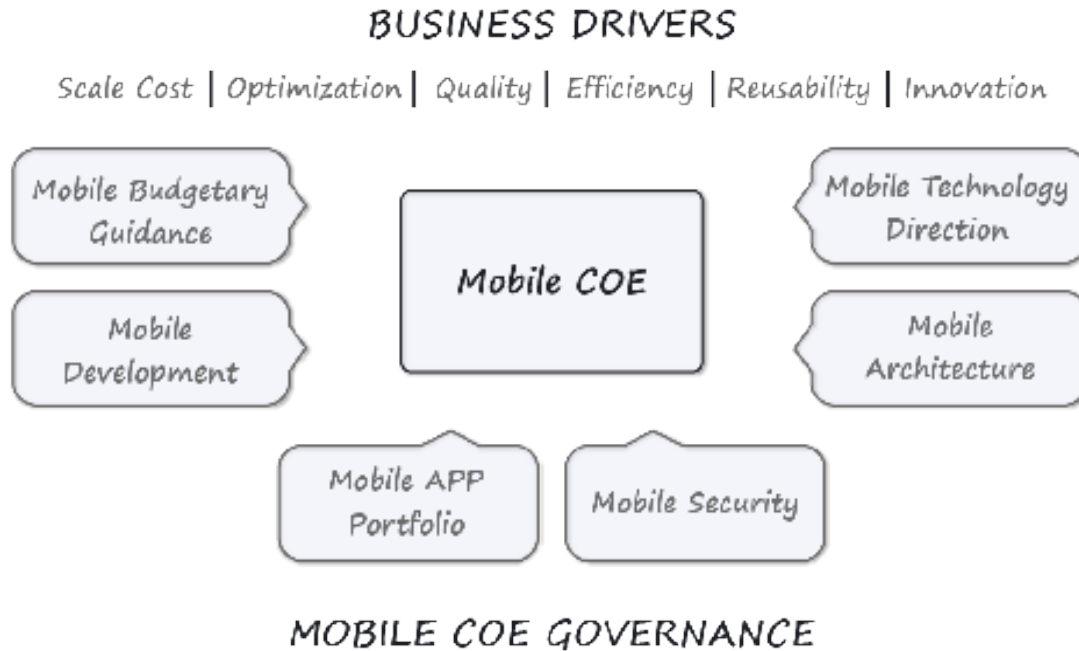 BUSINESS DRIVERS
Scale Cost | Optimization | Quality | Efficiency | Reusability | Innovation
Mobile Budgetary
Guidance
Mobile Technology
Direction
Mobile COE
Mobile
Development
Mobile
Architecture
Mobile APP
Portfolio
Mobile Security
MOBILE COE GOVERNANCE